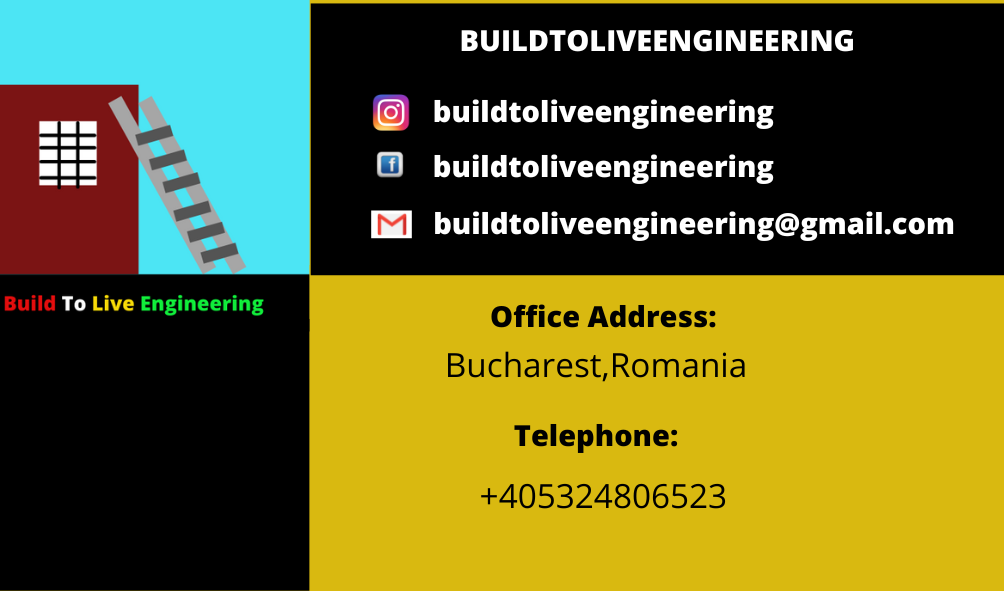 BUILDTOLIVEENGINEERING
buildtoliveengineering
f buildtoliveengineering
buildtoliveengineering@gmail.com
Build To Live Engineering
Office Address:
Bucharest,Romania
Telephone:
+405324806523